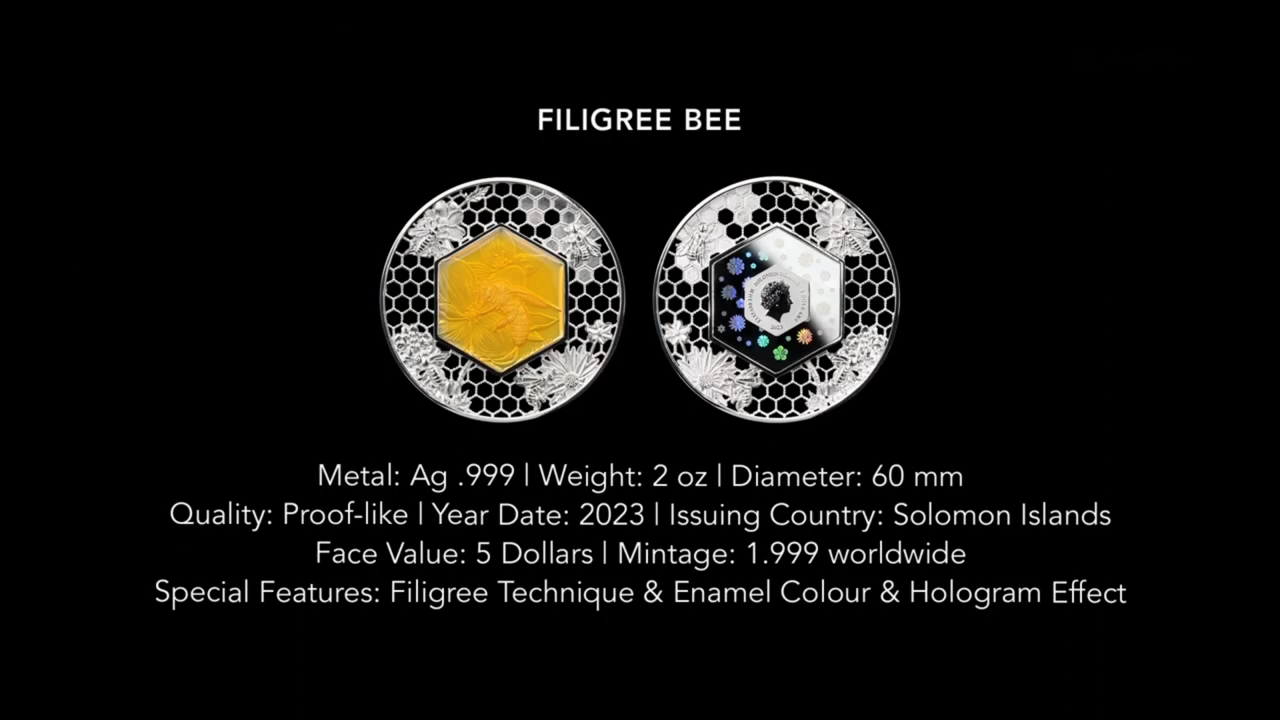 FILIGREE BEE
Metal: Ag .999 | Weight: 2 oz | Diameter: 60 mm
Quality: Proof-like | Year Date: 2023 | Issuing Country: Solomon Islands
Face Value: 5 Dollars | Mintage: 1.999 worldwide
Special Features: Filigree Technique & Enamel Colour & Hologram Effect